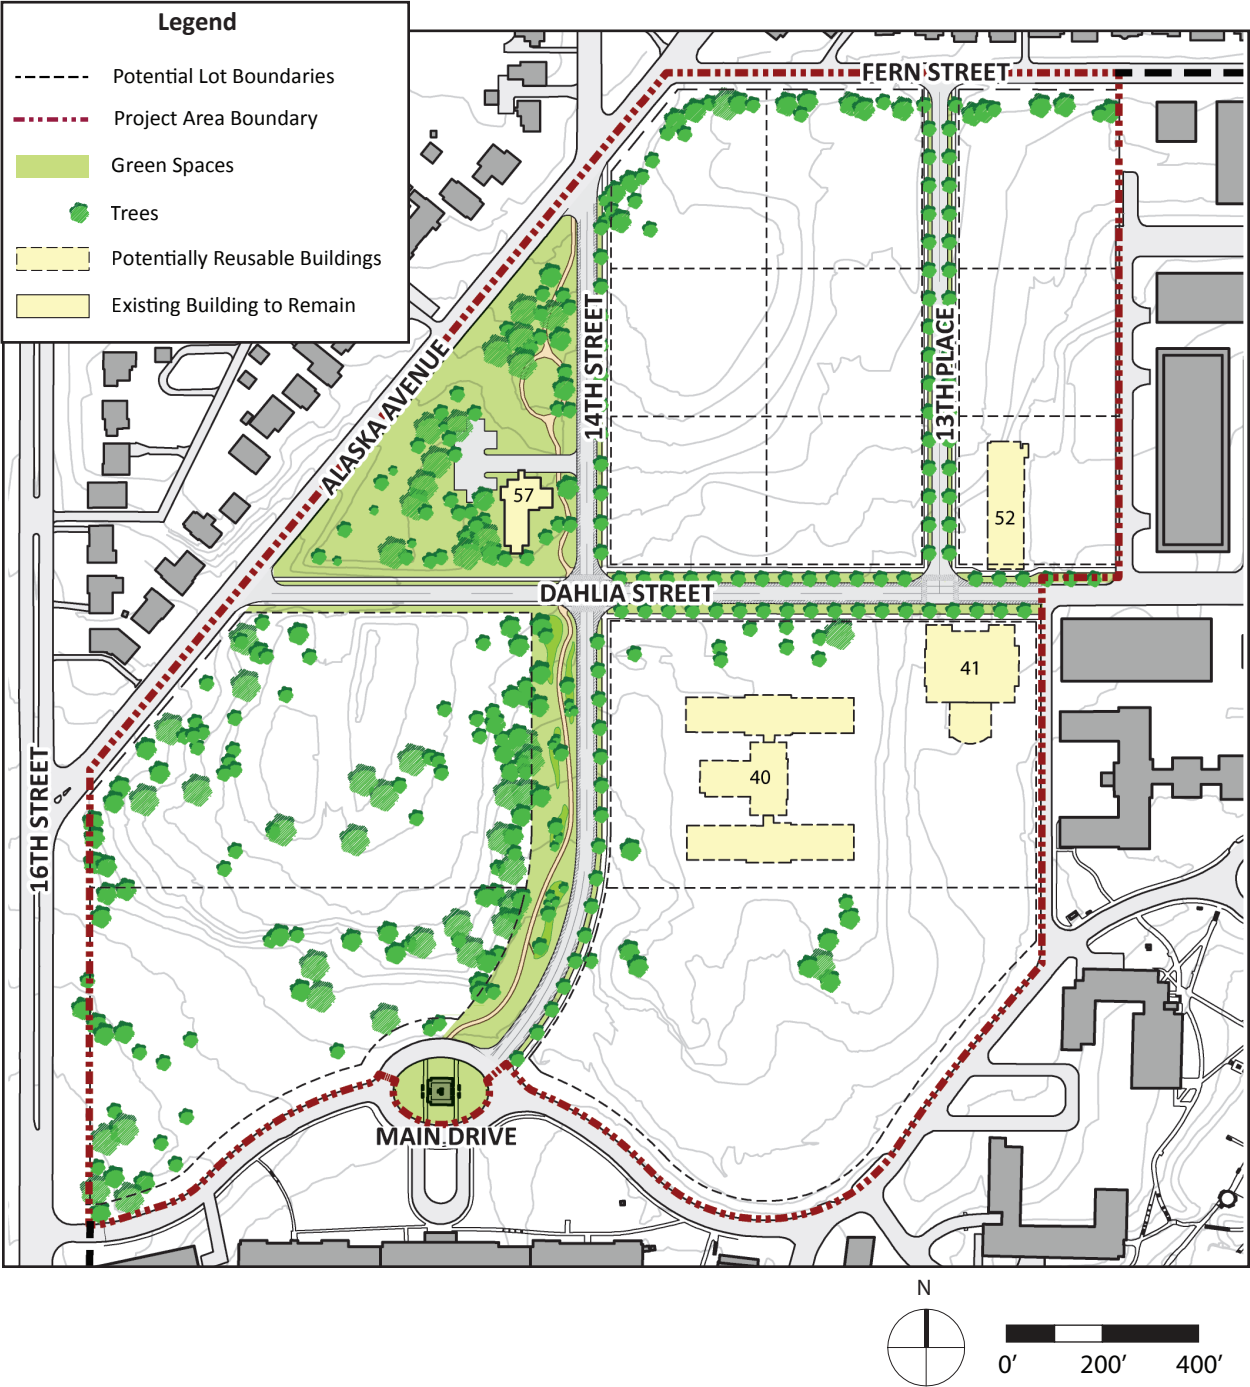 Legend
Potential Lot Boundaries
Project Area Boundary
Green Spaces
Trees
Potentially Reusable Buildings
Existing Building to Remain
FERN STREET
ALASKA AVENUE
14TH STREET
13TH PLACE
57
52
DAHLIA STREET
41
40
16TH STREET
MAIN DRIVE
N
0’ 200’ 400’